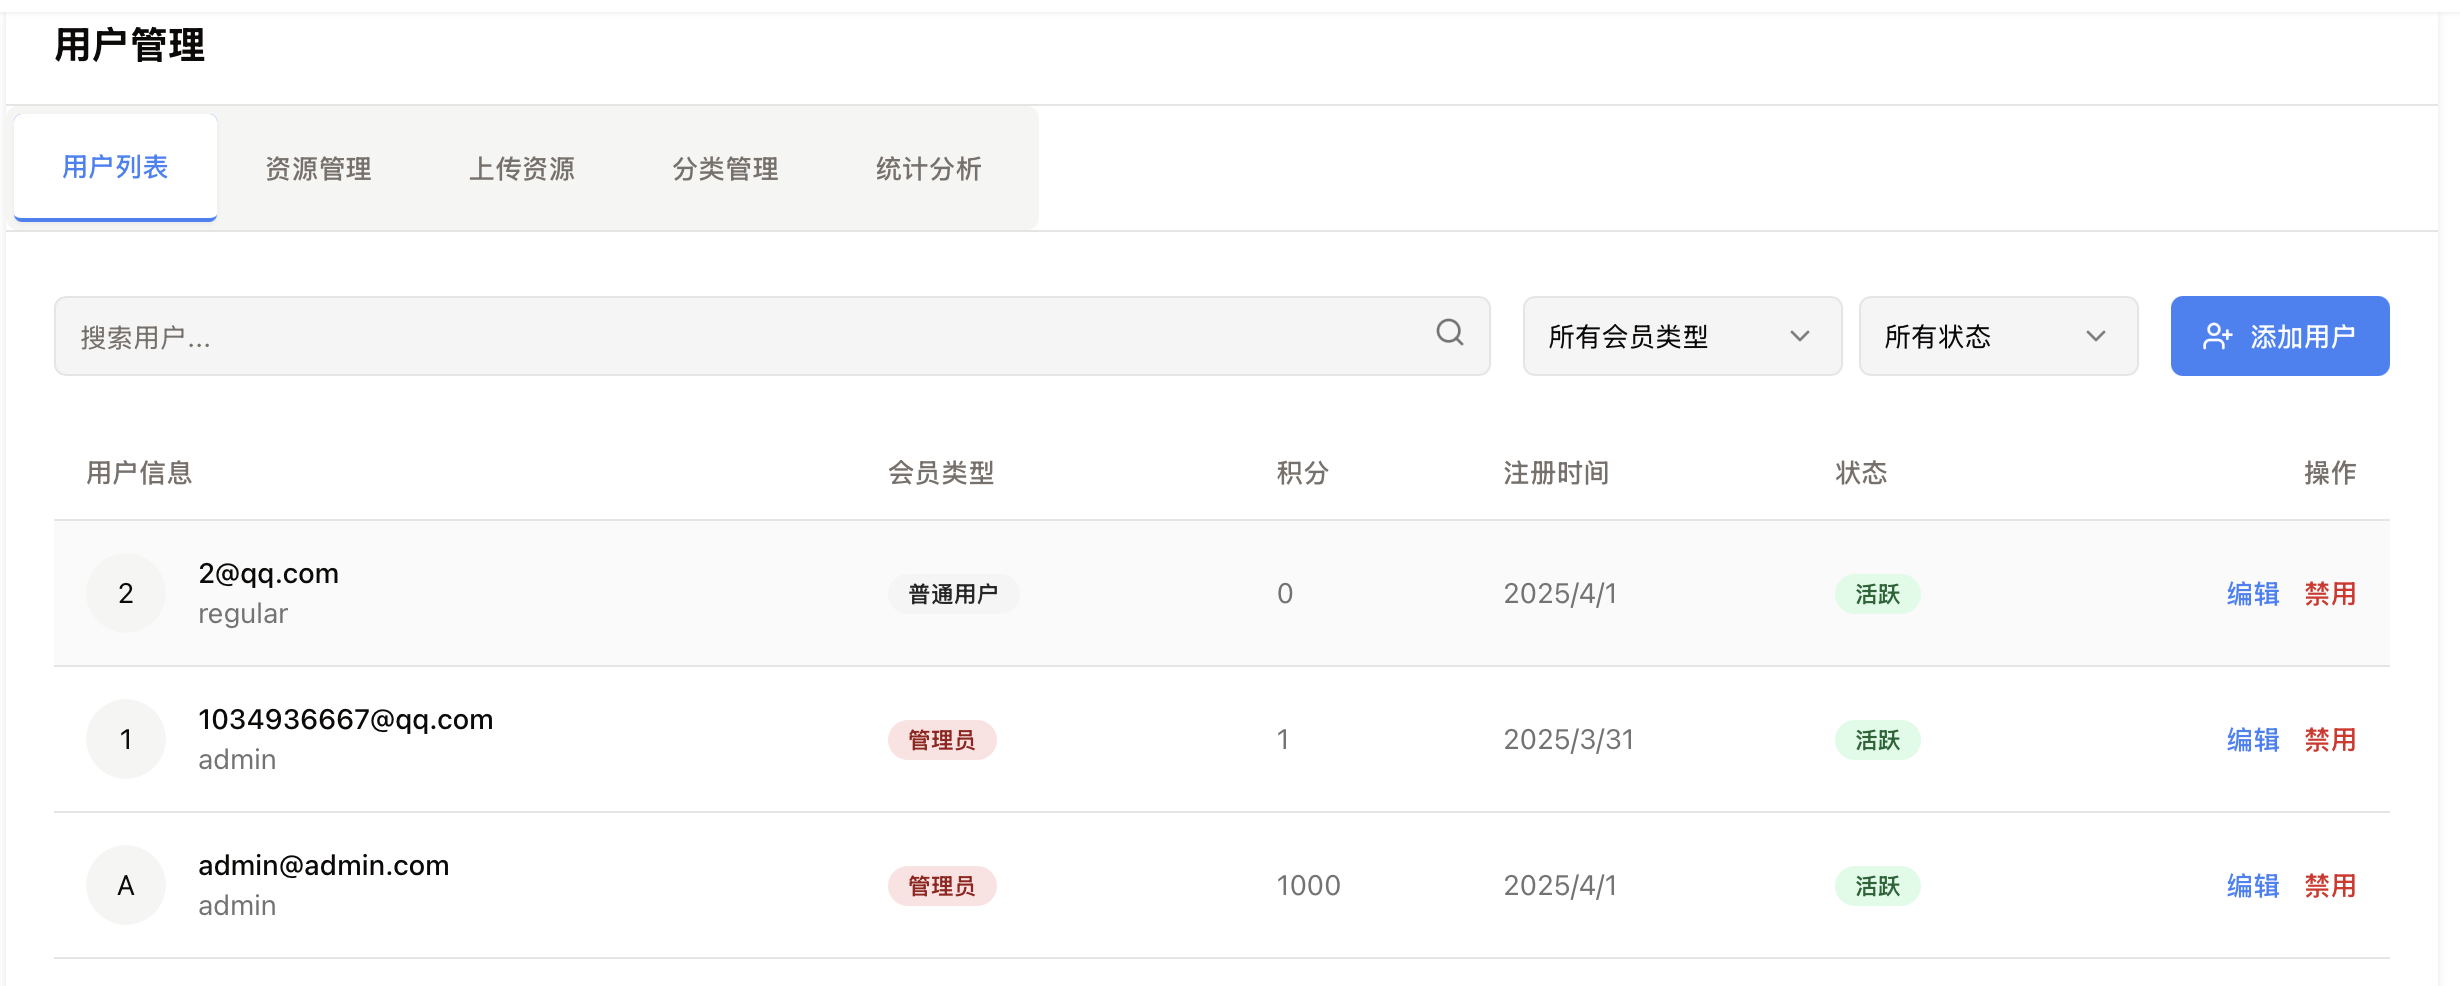 用户管理
用户列表 资源管理 上传资源 分类管理 统计分析
搜索用户... 所有会员类型 所有状态 添加用户
用户信息 会员类型 积分 注册时间 状态 操作
2 2@qq.com 普通用户 0 2025/4/1 活跃 编辑 禁用
regular
1 1034936667@qq.com 管理员 1 2025/3/31 活跃 编辑 禁用
admin
A admin@admin.com 管理员 1000 2025/4/1 活跃 编辑 禁用
admin